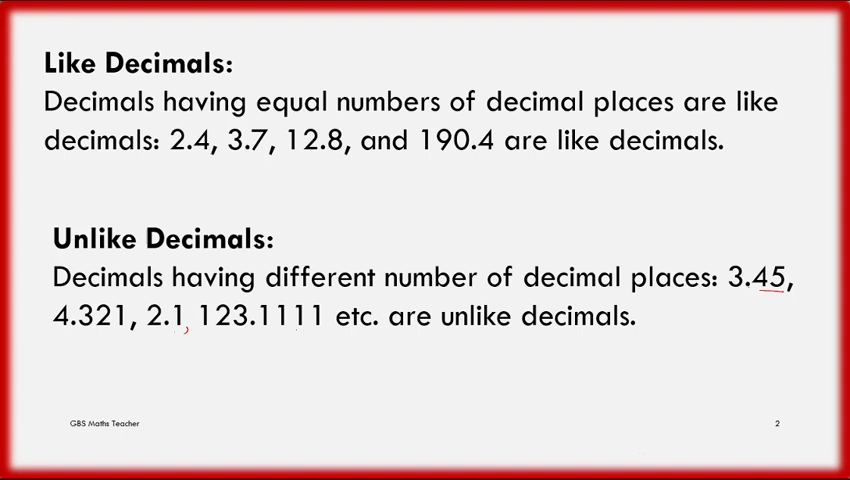 Like Decimals:
Decimals having equal numbers of decimal places are like
decimals: 2.4, 3.7, 12.8, and 190.4 are like decimals.
Unlike Decimals:
Decimals having different number of decimal places: 3.45,
4.321, 2.1, 123.1111 etc. are unlike decimals.
GBS Maths Teacher
2